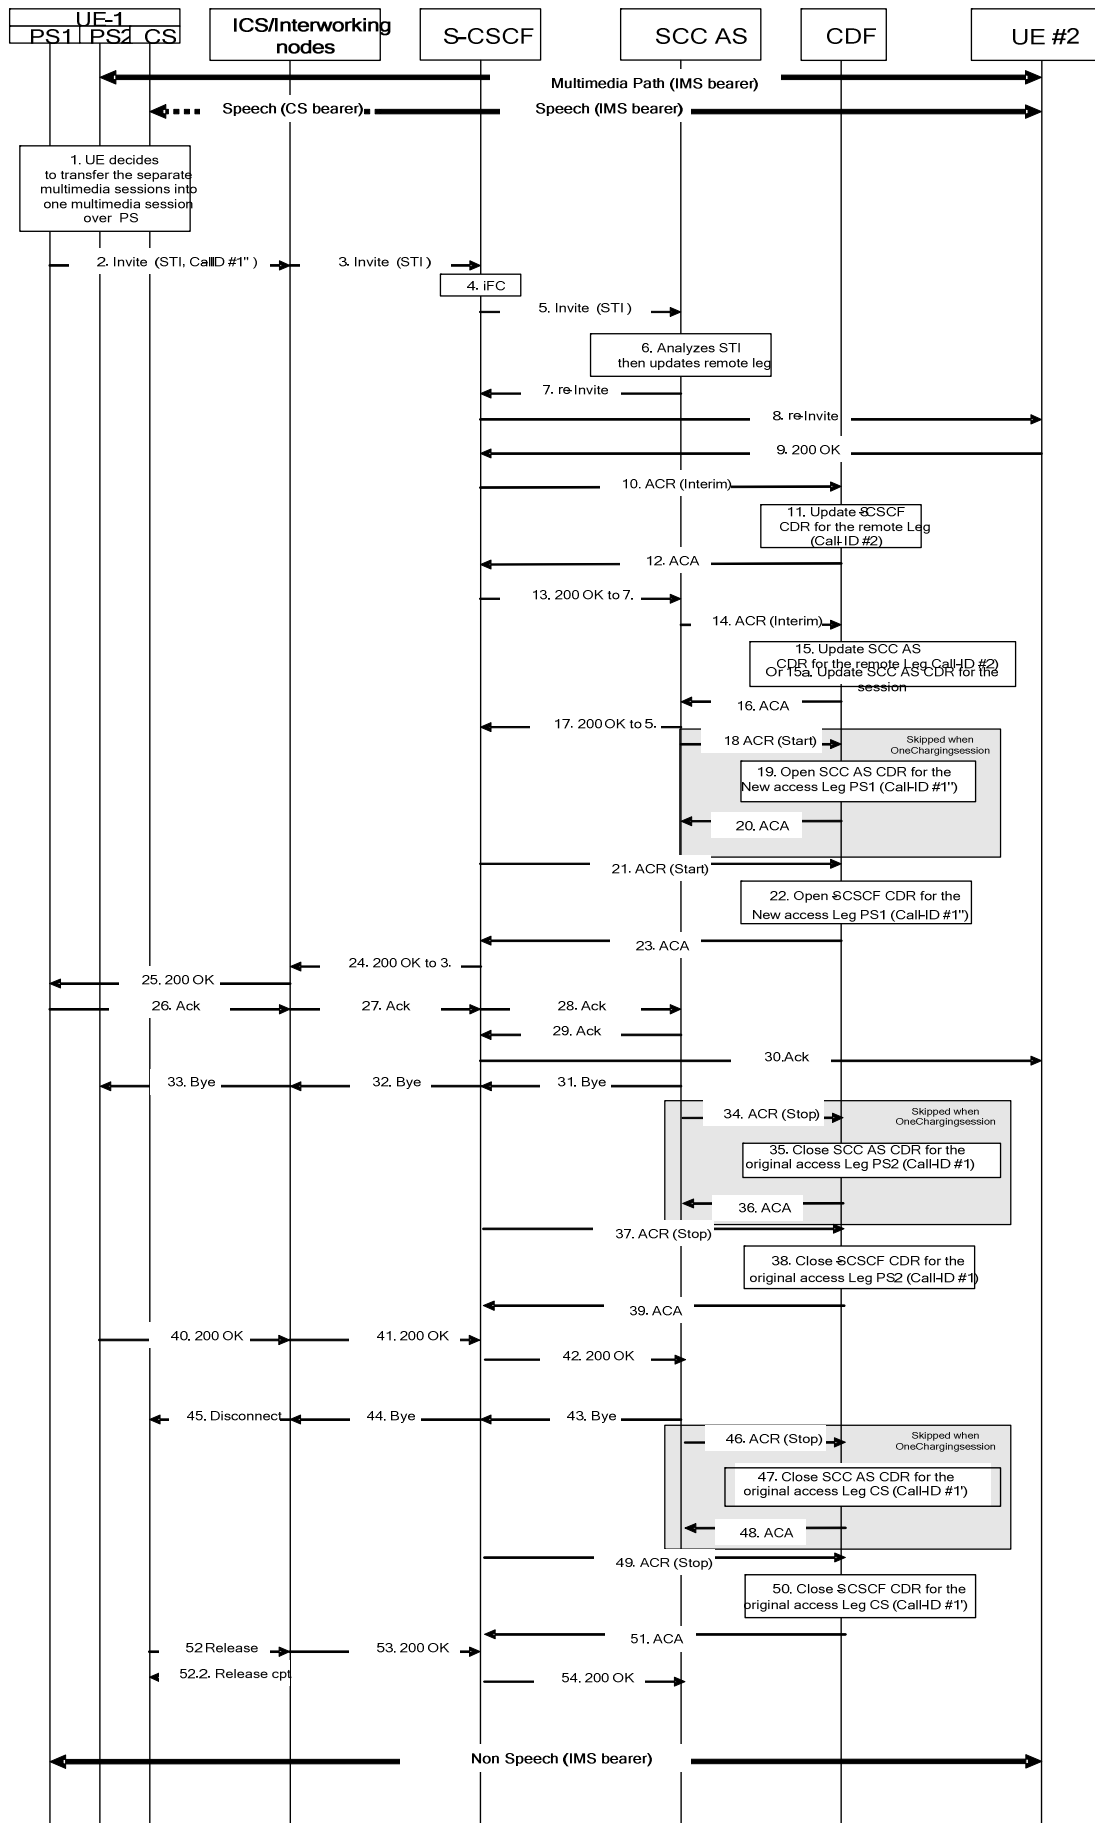 UE-1
PS1 PS2 CS
ICS/Interworking
nodes
S-CSCF
SCC AS
CDF
UE #2
Multimedia Path (IMS bearer)
Speech (CS bearer)
Speech (IMS bearer)
1. UE decides
to transfer the separate
multimedia sessions into
one multimedia session
over PS
2. Invite (STI, Call-ID #1'' )
3. Invite (STI)
4. iFC
5. Invite (STI )
6. Analyzes STI
then updates remote leg
7. re-Invite
8. re-Invite
9. 200 OK
10. ACR (Interim)
11. Update S-CSCF
CDR for the remote Leg
(Call-ID #2)
12. ACA
13. 200 OK to 7.
14. ACR (Interim)
15. Update SCC AS
CDR for the remote Leg Call-ID #2)
Or 15a. Update SCC AS CDR for the
session
16. ACA
17. 200 OK to 5.
18 ACR (Start)
Skipped when
OneChargingsession
19. Open SCC AS CDR for the
New access Leg PS1 (Call-ID #1'')
20. ACA
21. ACR (Start)
22. Open S-CSCF CDR for the
New access Leg PS1 (Call-ID #1'')
23. ACA
24. 200 OK to 3.
25. 200 OK
26. Ack
27. Ack
28. Ack
29. Ack
30.Ack
33. Bye
32. Bye
31. Bye
34. ACR (Stop)
Skipped when
OneChargingsession
35. Close SCC AS CDR for the
original access Leg PS2 (Call-ID #1)
36. ACA
37. ACR (Stop)
38. Close S-CSCF CDR for the
original access Leg PS2 (Call-ID #1)
39. ACA
40. 200 OK
41. 200 OK
42. 200 OK
45. Disconnect
44. Bye
43. Bye
46. ACR (Stop)
Skipped when
OneChargingsession
47. Close SCC AS CDR for the
original access Leg CS (Call-ID #1')
48. ACA
49. ACR (Stop)
50. Close S-CSCF CDR for the
original access Leg CS (Call-ID #1')
51. ACA
52 Release
53. 200 OK
52.2. Release cpt
54. 200 OK
Non Speech (IMS bearer)